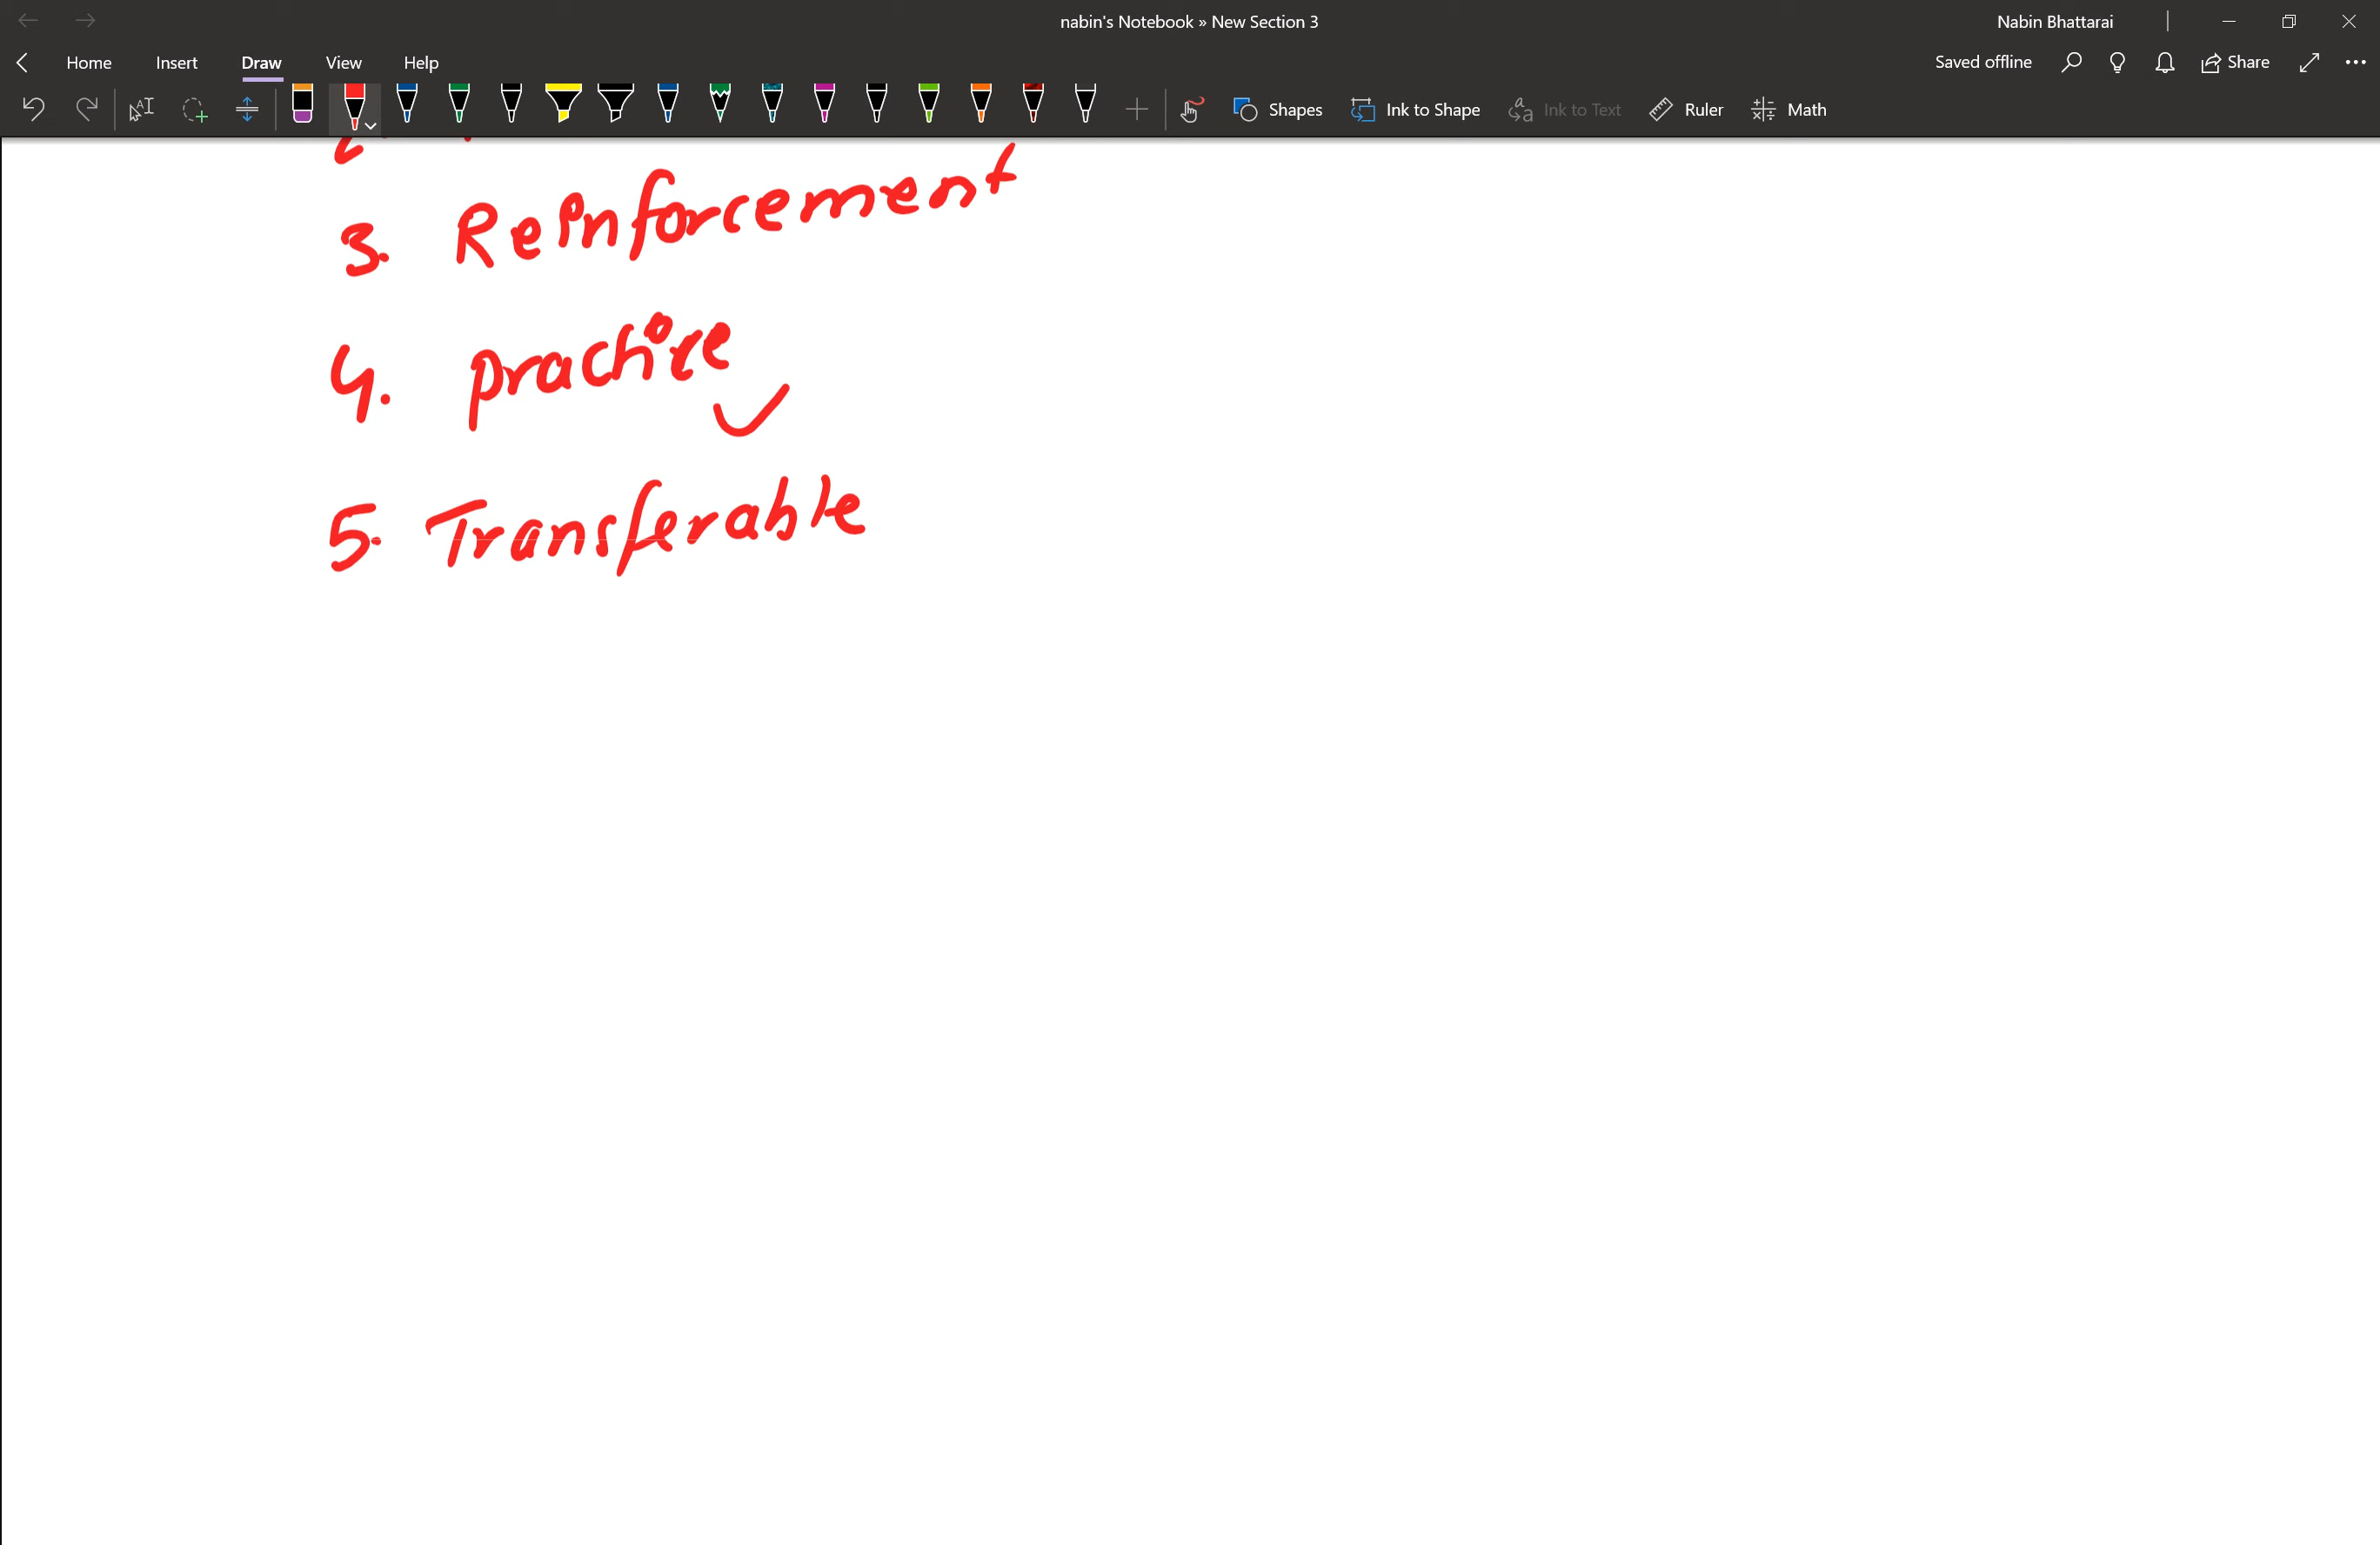 nabin's Notebook » New Section 3
Nabin Bhattarai
Home Insert Draw View Help
Saved offline
Share
Shapes
Ink to Shape
Ink to Text
Ruler
Math
3. Reinforcement
4. practice
5. Transferable